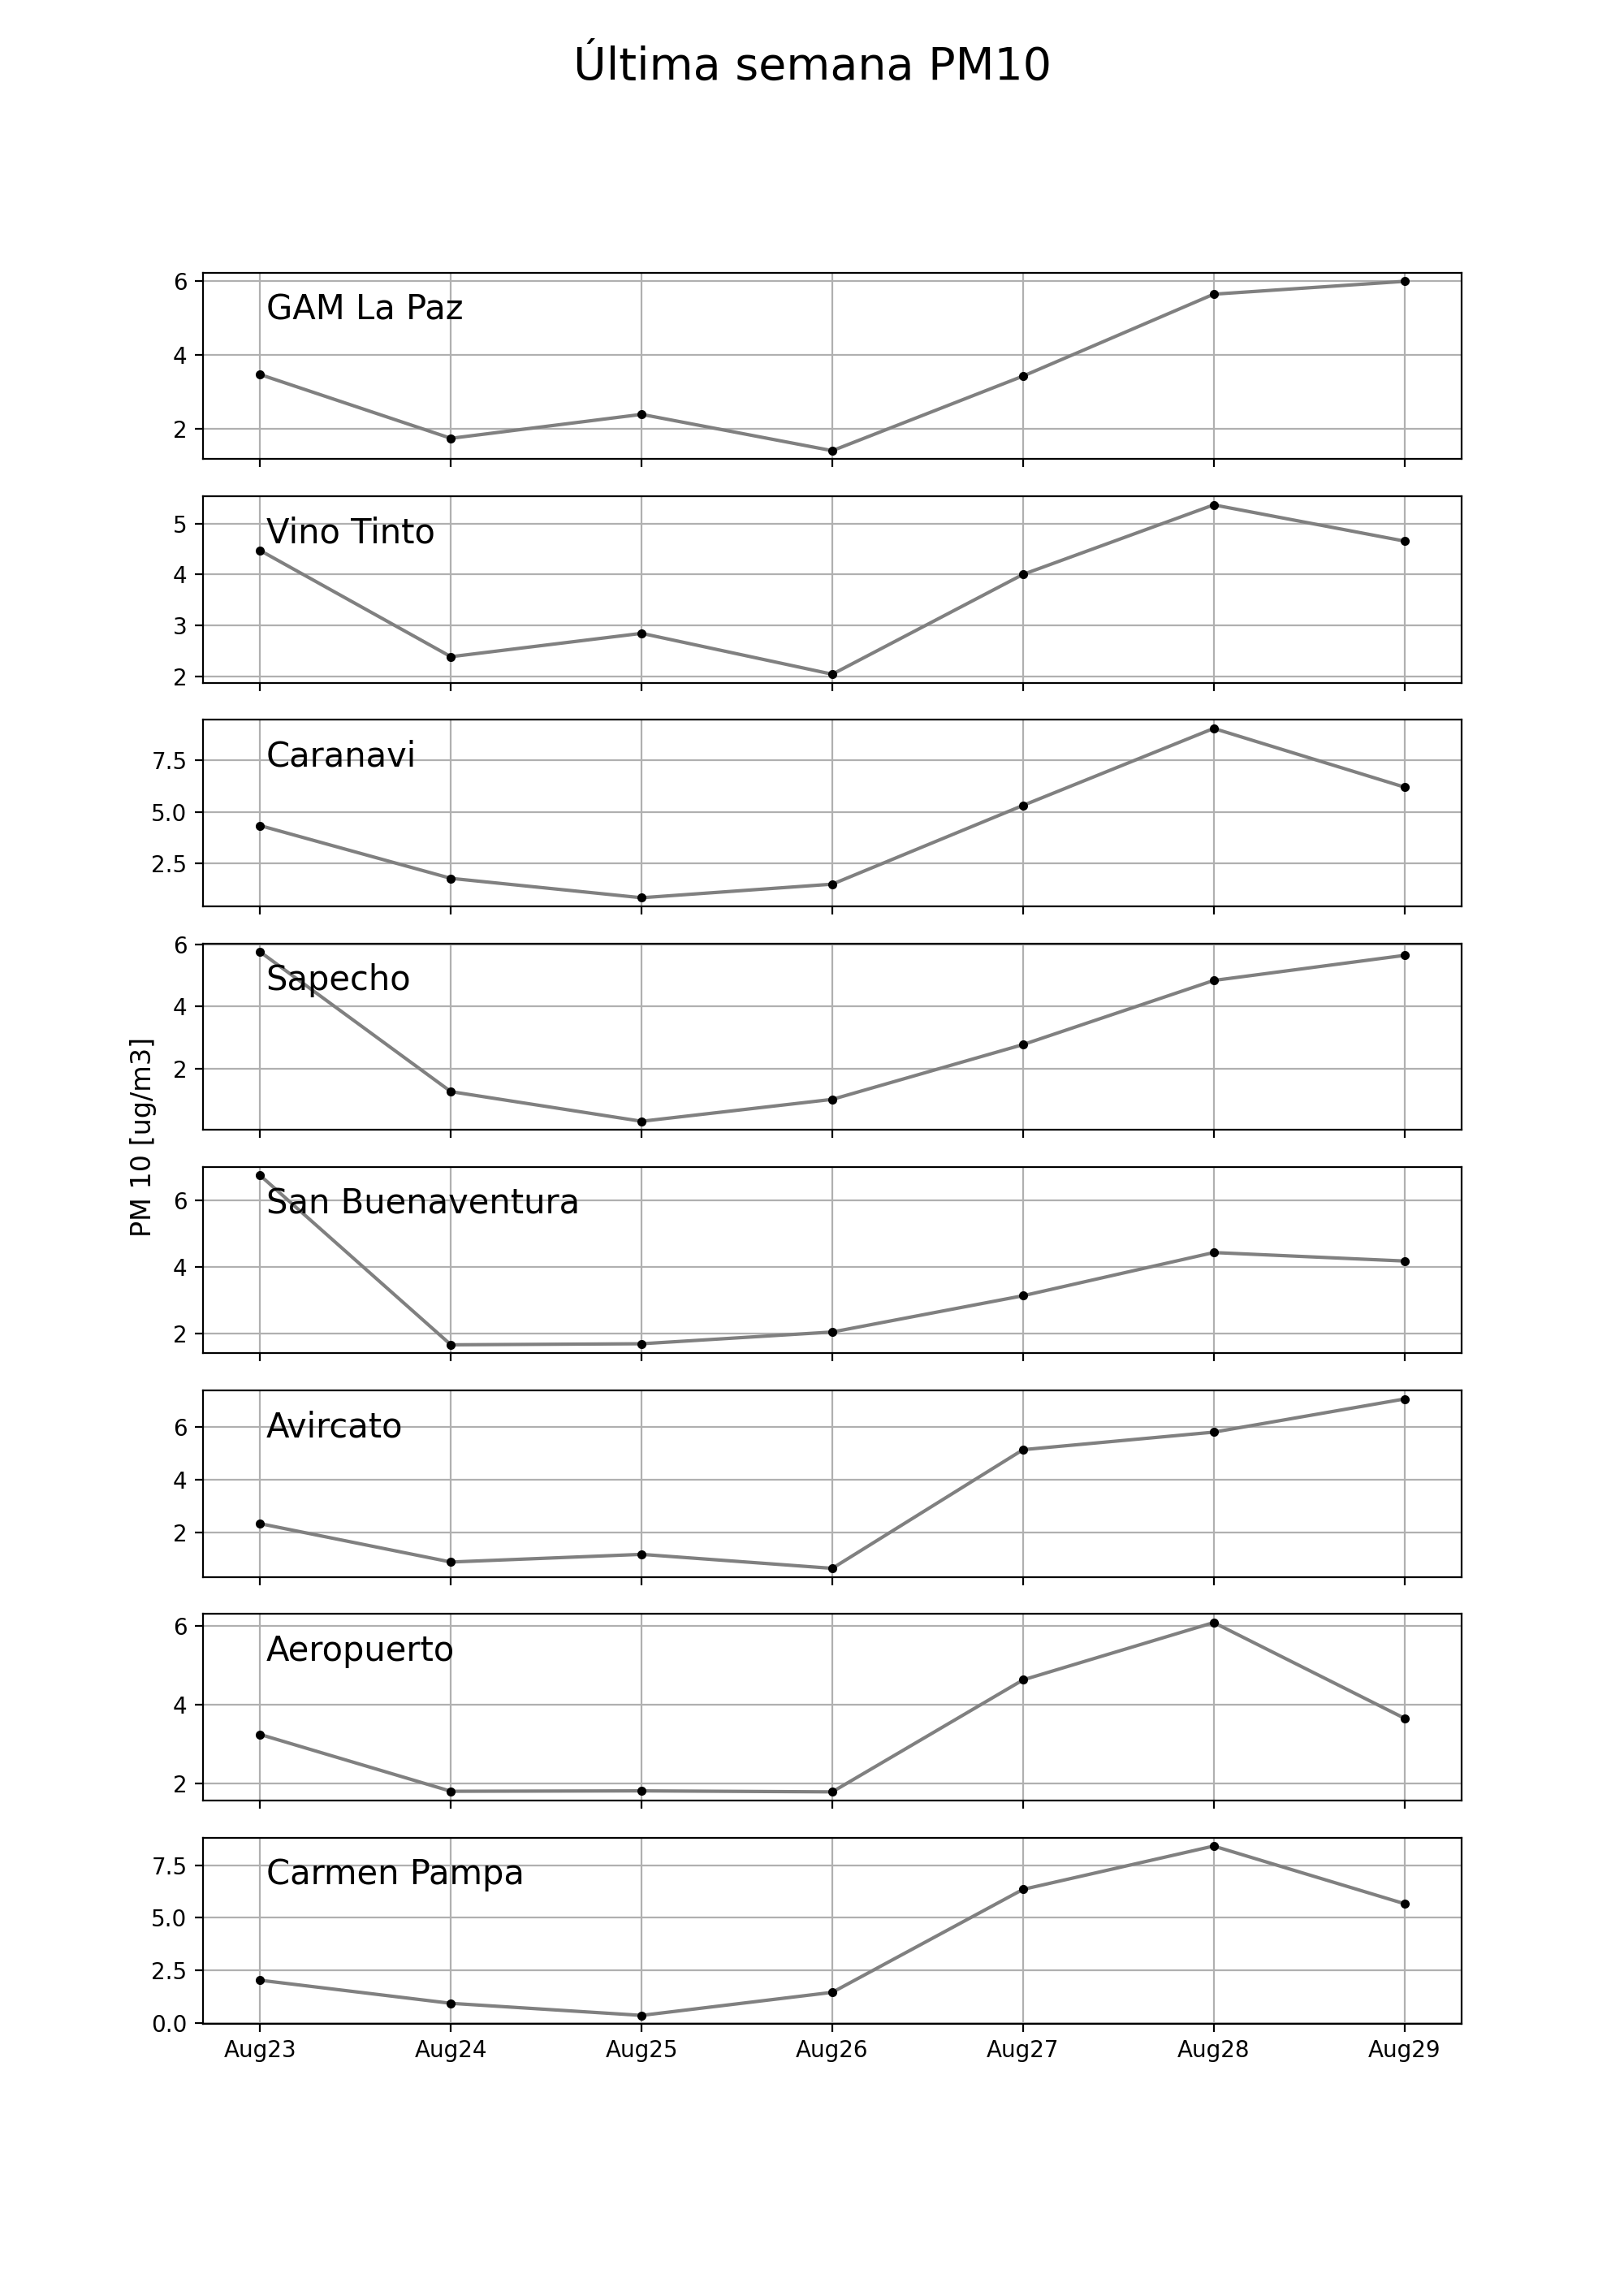 Última semana PM10
6
GAM La Paz
4
2
5
Vino Tinto
4
3
2
7.5
Caranavi
5.0
2.5
6
Sapecho
4
2
PM 10 [ug/m3]
6
San Buenaventura
4
2
6
Avircato
4
2
6
Aeropuerto
4
2
7.5
Carmen Pampa
5.0
2.5
0.0
Aug23 Aug24 Aug25 Aug26 Aug27 Aug28 Aug29